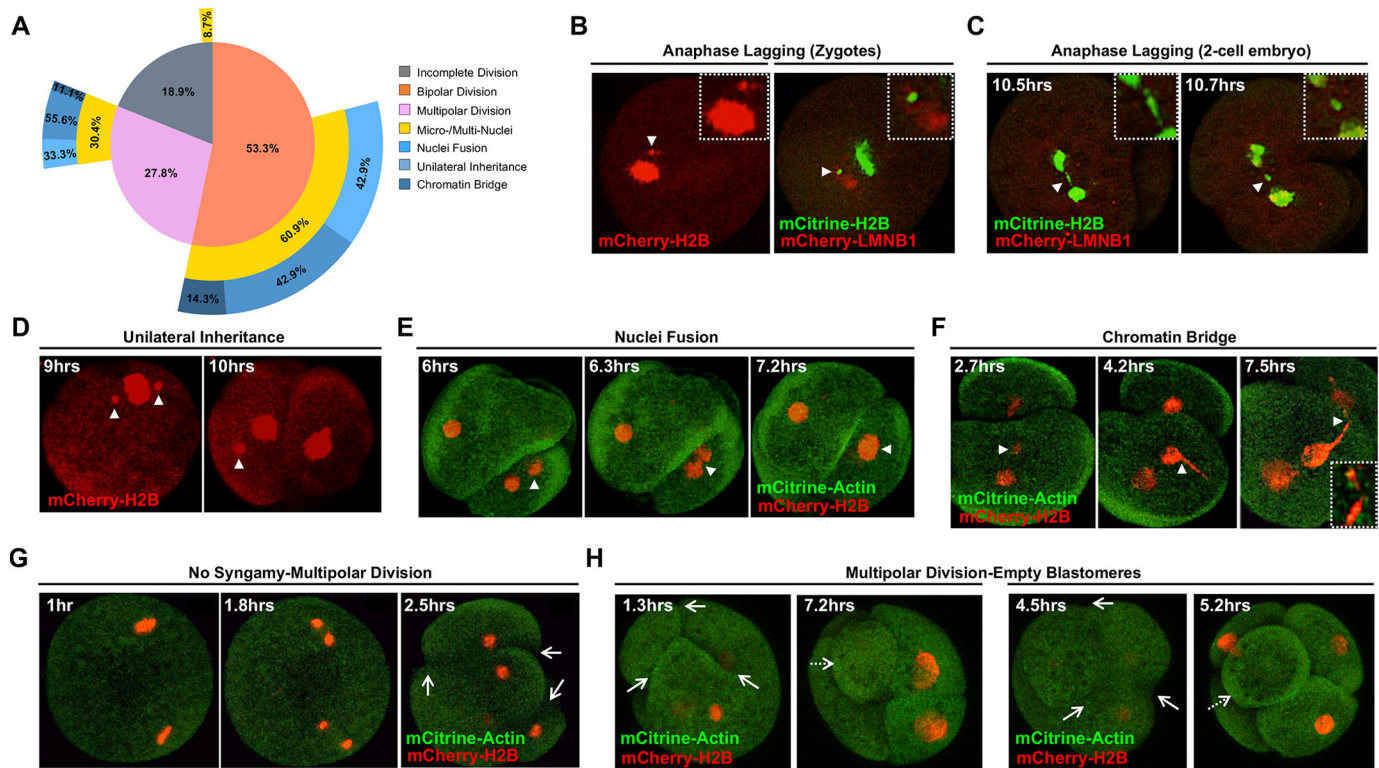 A
8.7%
18.9%
53.3%
27.8%
11.1%
55.6%
33.3%
30.4%
60.9%
42.9%
42.9%
14.3%
Incomplete Division
Bipolar Division
Multipolar Division
Micro-/Multi-Nuclei
Nuclei Fusion
Unilateral Inheritance
Chromatin Bridge
B
Anaphase Lagging (Zygotes)
mCherry-H2B
mCitrine-H2B
mCherry-LMNB1
C
Anaphase Lagging (2-cell embryo)
10.5hrs
10.7hrs
mCitrine-H2B
mCherry-LMNB1
D
Unilateral Inheritance
9hrs
10hrs
mCherry-H2B
E
Nuclei Fusion
6hrs
6.3hrs
7.2hrs
mCitrine-Actin
mCherry-H2B
F
Chromatin Bridge
2.7hrs
4.2hrs
7.5hrs
mCitrine-Actin
mCherry-H2B
G
No Syngamy-Multipolar Division
1hr
1.8hrs
2.5hrs
mCitrine-Actin
mCherry-H2B
H
Multipolar Division-Empty Blastomeres
1.3hrs
7.2hrs
4.5hrs
5.2hrs
mCitrine-Actin
mCherry-H2B
mCitrine-Actin
mCherry-H2B